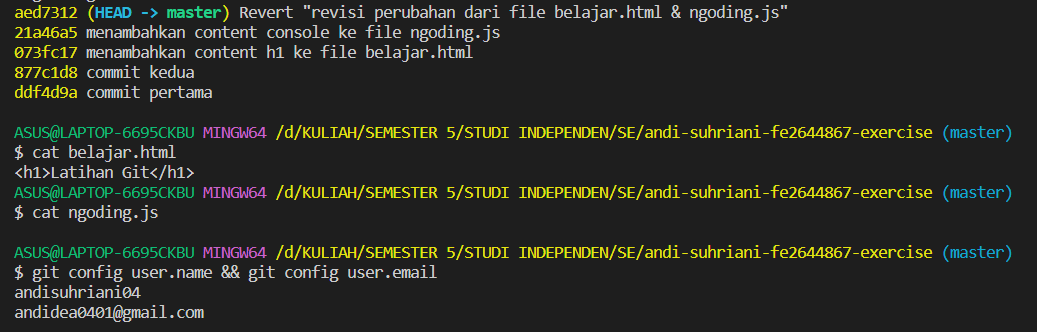 aed7312 (HEAD -> master) Revert "revisi perubahan dari file belajar.html & ngoding.js"
21a46a5 menambahkan content console ke file ngoding.js
073fc17 menambahkan content h1 ke file belajar.html
877c1d8 commit kedua
ddf4d9a commit pertama
ASUS@LAPTOP-6695CKBU MINGW64 /d/KULIAH/SEMESTER 5/STUDI INDEPENDEN/SE/andi-suhriani-fe2644867-exercise (master)
$ cat belajar.html
<h1>Latihan Git</h1>
ASUS@LAPTOP-6695CKBU MINGW64 /d/KULIAH/SEMESTER 5/STUDI INDEPENDEN/SE/andi-suhriani-fe2644867-exercise (master)
$ cat ngoding.js
ASUS@LAPTOP-6695CKBU MINGW64 /d/KULIAH/SEMESTER 5/STUDI INDEPENDEN/SE/andi-suhriani-fe2644867-exercise (master)
$ git config user.name && git config user.email
andisuhriani04
andidea0401@gmail.com